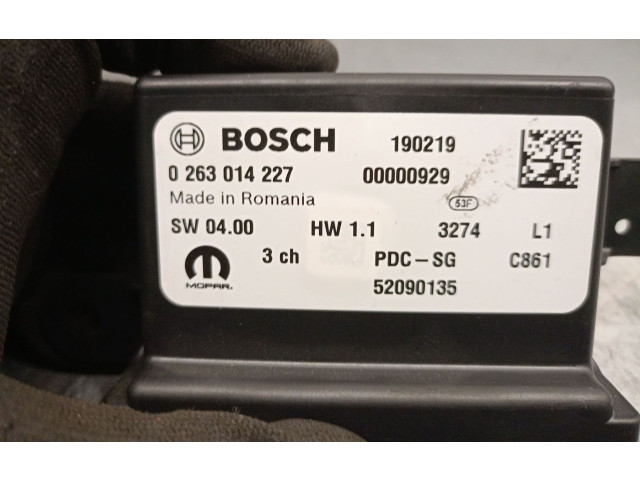 BOSCH 190219
0 263 014 227 00000929
Made in Romania 53F
SW 04.00 HW 1.1 3274 L1
3 ch PDC-SG C861
MOPAR. 52090135